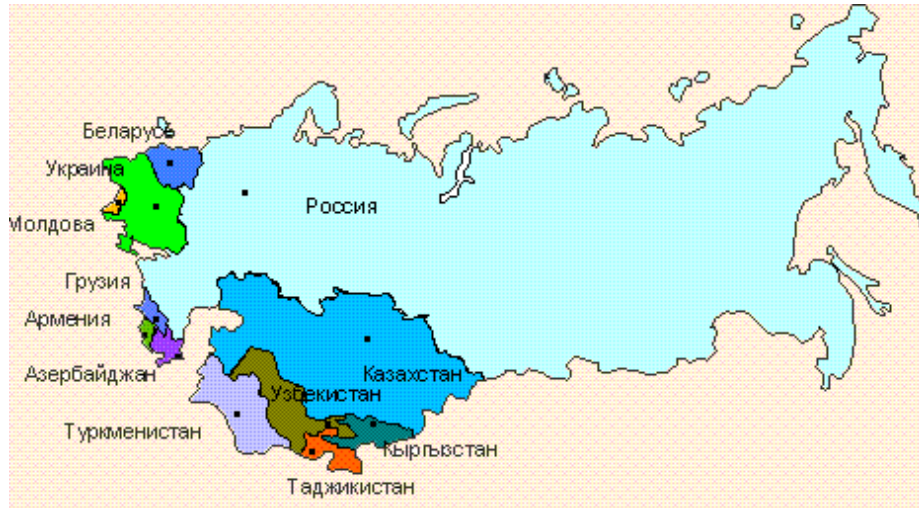 Беларусь
Украина
Россия
Молдова
Грузия
Армения
Азербайджан
Казахстан
Узбекистан
Туркменистан
Кыргызстан
Таджикистан